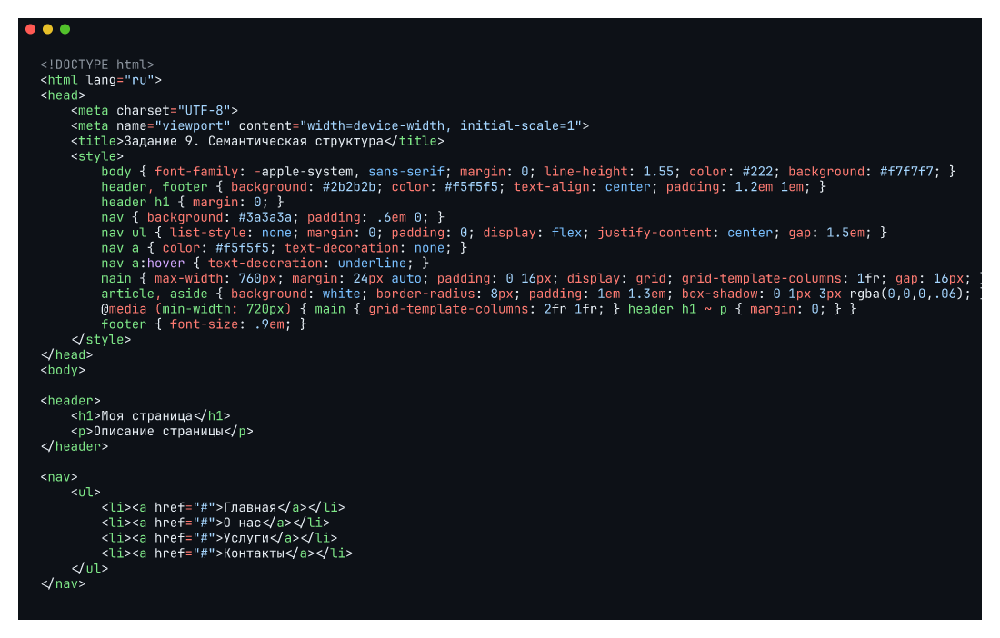 <!DOCTYPE html>
<html lang="ru">
<head>
    <meta charset="UTF-8">
    <meta name="viewport" content="width=device-width, initial-scale=1">
    <title>Задание 9. Семантическая структура</title>
    <style>
        body { font-family: -apple-system, sans-serif; margin: 0; line-height: 1.55; color: #222; background: #f7f7f7; }
        header, footer { background: #2b2b2b; color: #f5f5f5; text-align: center; padding: 1.2em 1em; }
        header h1 { margin: 0; }
        nav { background: #3a3a3a; padding: .6em 0; }
        nav ul { list-style: none; margin: 0; padding: 0; display: flex; justify-content: center; gap: 1.5em; }
        nav a { color: #f5f5f5; text-decoration: none; }
        nav a:hover { text-decoration: underline; }
        main { max-width: 760px; margin: 24px auto; padding: 0 16px; display: grid; grid-template-columns: 1fr; gap: 16px; }
        article, aside { background: white; border-radius: 8px; padding: 1em 1.3em; box-shadow: 0 1px 3px rgba(0,0,0,.06); }
        @media (min-width: 720px) { main { grid-template-columns: 2fr 1fr; } header h1 ~ p { margin: 0; } }
        footer { font-size: .9em; }
    </style>
</head>
<body>

<header>
    <h1>Моя страница</h1>
    <p>Описание страницы</p>
</header>

<nav>
    <ul>
        <li><a href="#">Главная</a></li>
        <li><a href="#">О нас</a></li>
        <li><a href="#">Услуги</a></li>
        <li><a href="#">Контакты</a></li>
    </ul>
</nav>